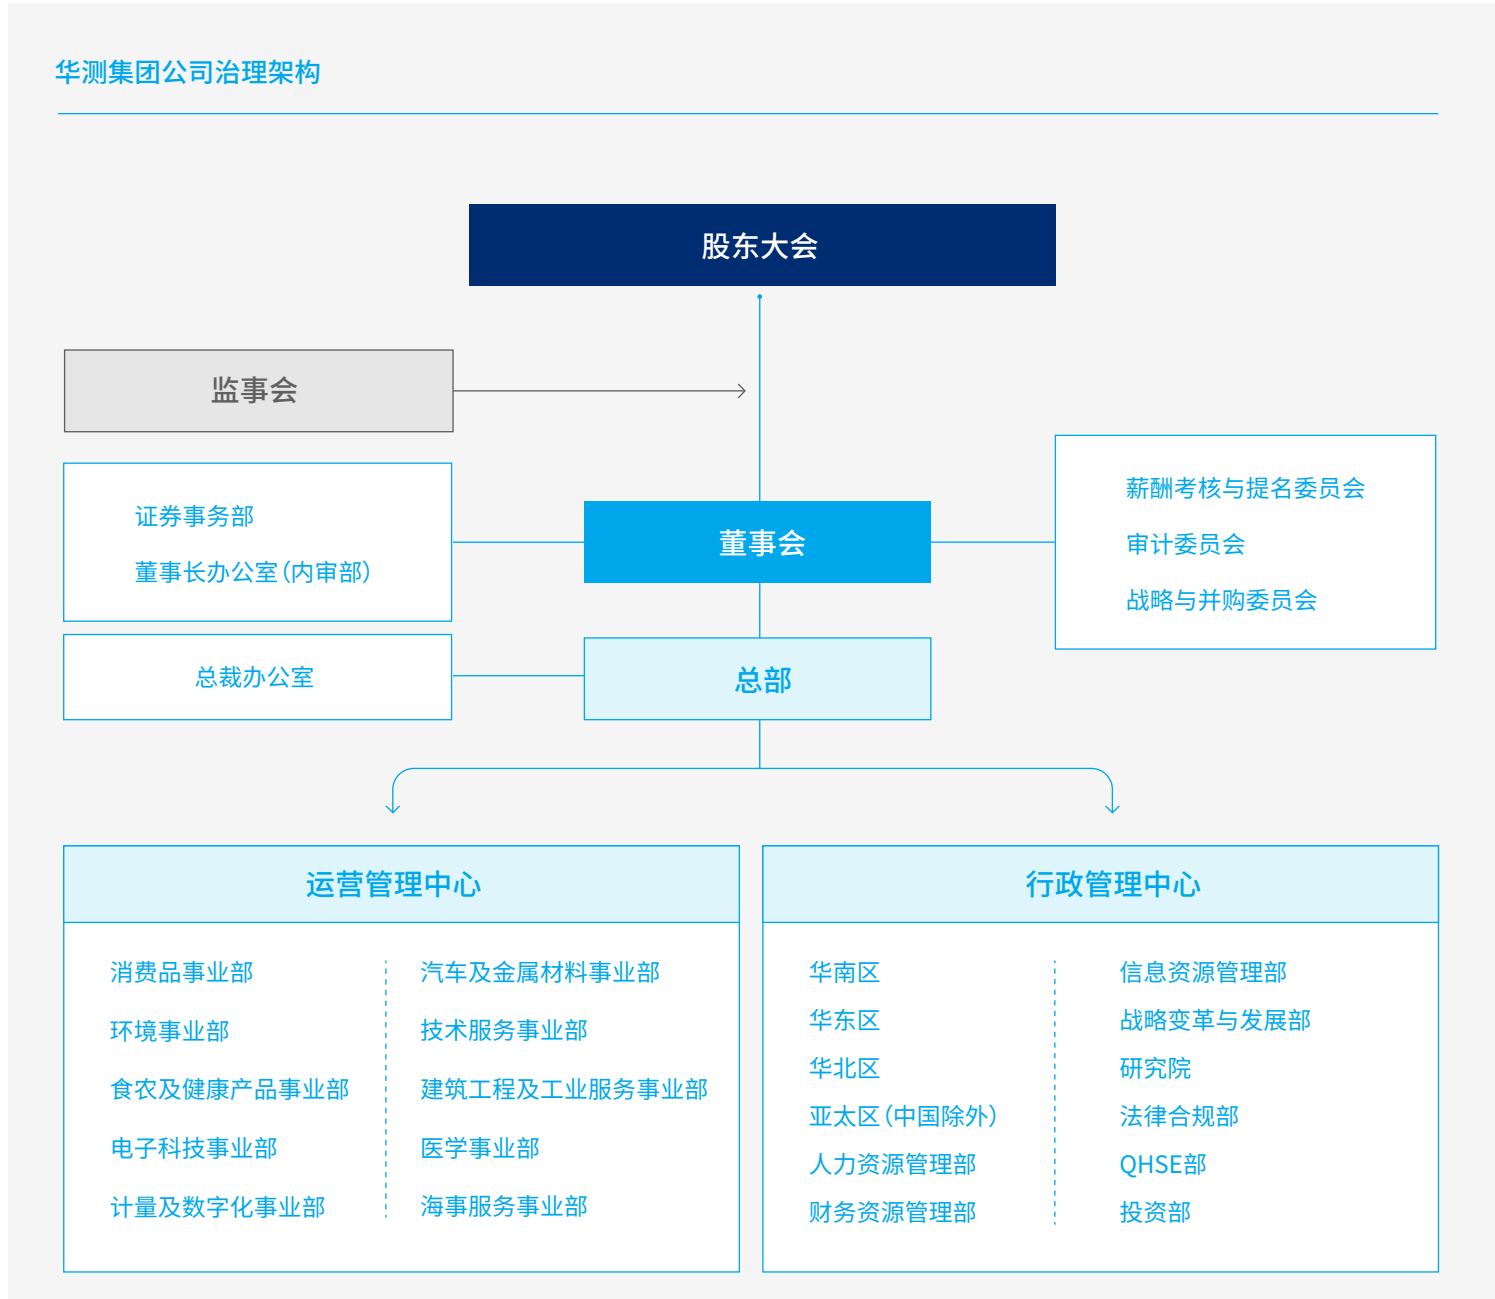 华测集团公司治理架构
股东大会
监事会
证券事务部
董事长办公室(内审部)
董事会
薪酬考核与提名委员会
审计委员会
战略与并购委员会
总裁办公室
总部
运营管理中心
消费品事业部
环境事业部
食农及健康产品事业部
电子科技事业部
计量及数字化事业部
汽车及金属材料事业部
技术服务事业部
建筑工程及工业服务事业部
医学事业部
海事服务事业部
行政管理中心
华南区
华东区
华北区
亚太区(中国除外)
人力资源管理部
财务资源管理部
信息资源管理部
战略变革与发展部
研究院
法律合规部
QHSE部
投资部